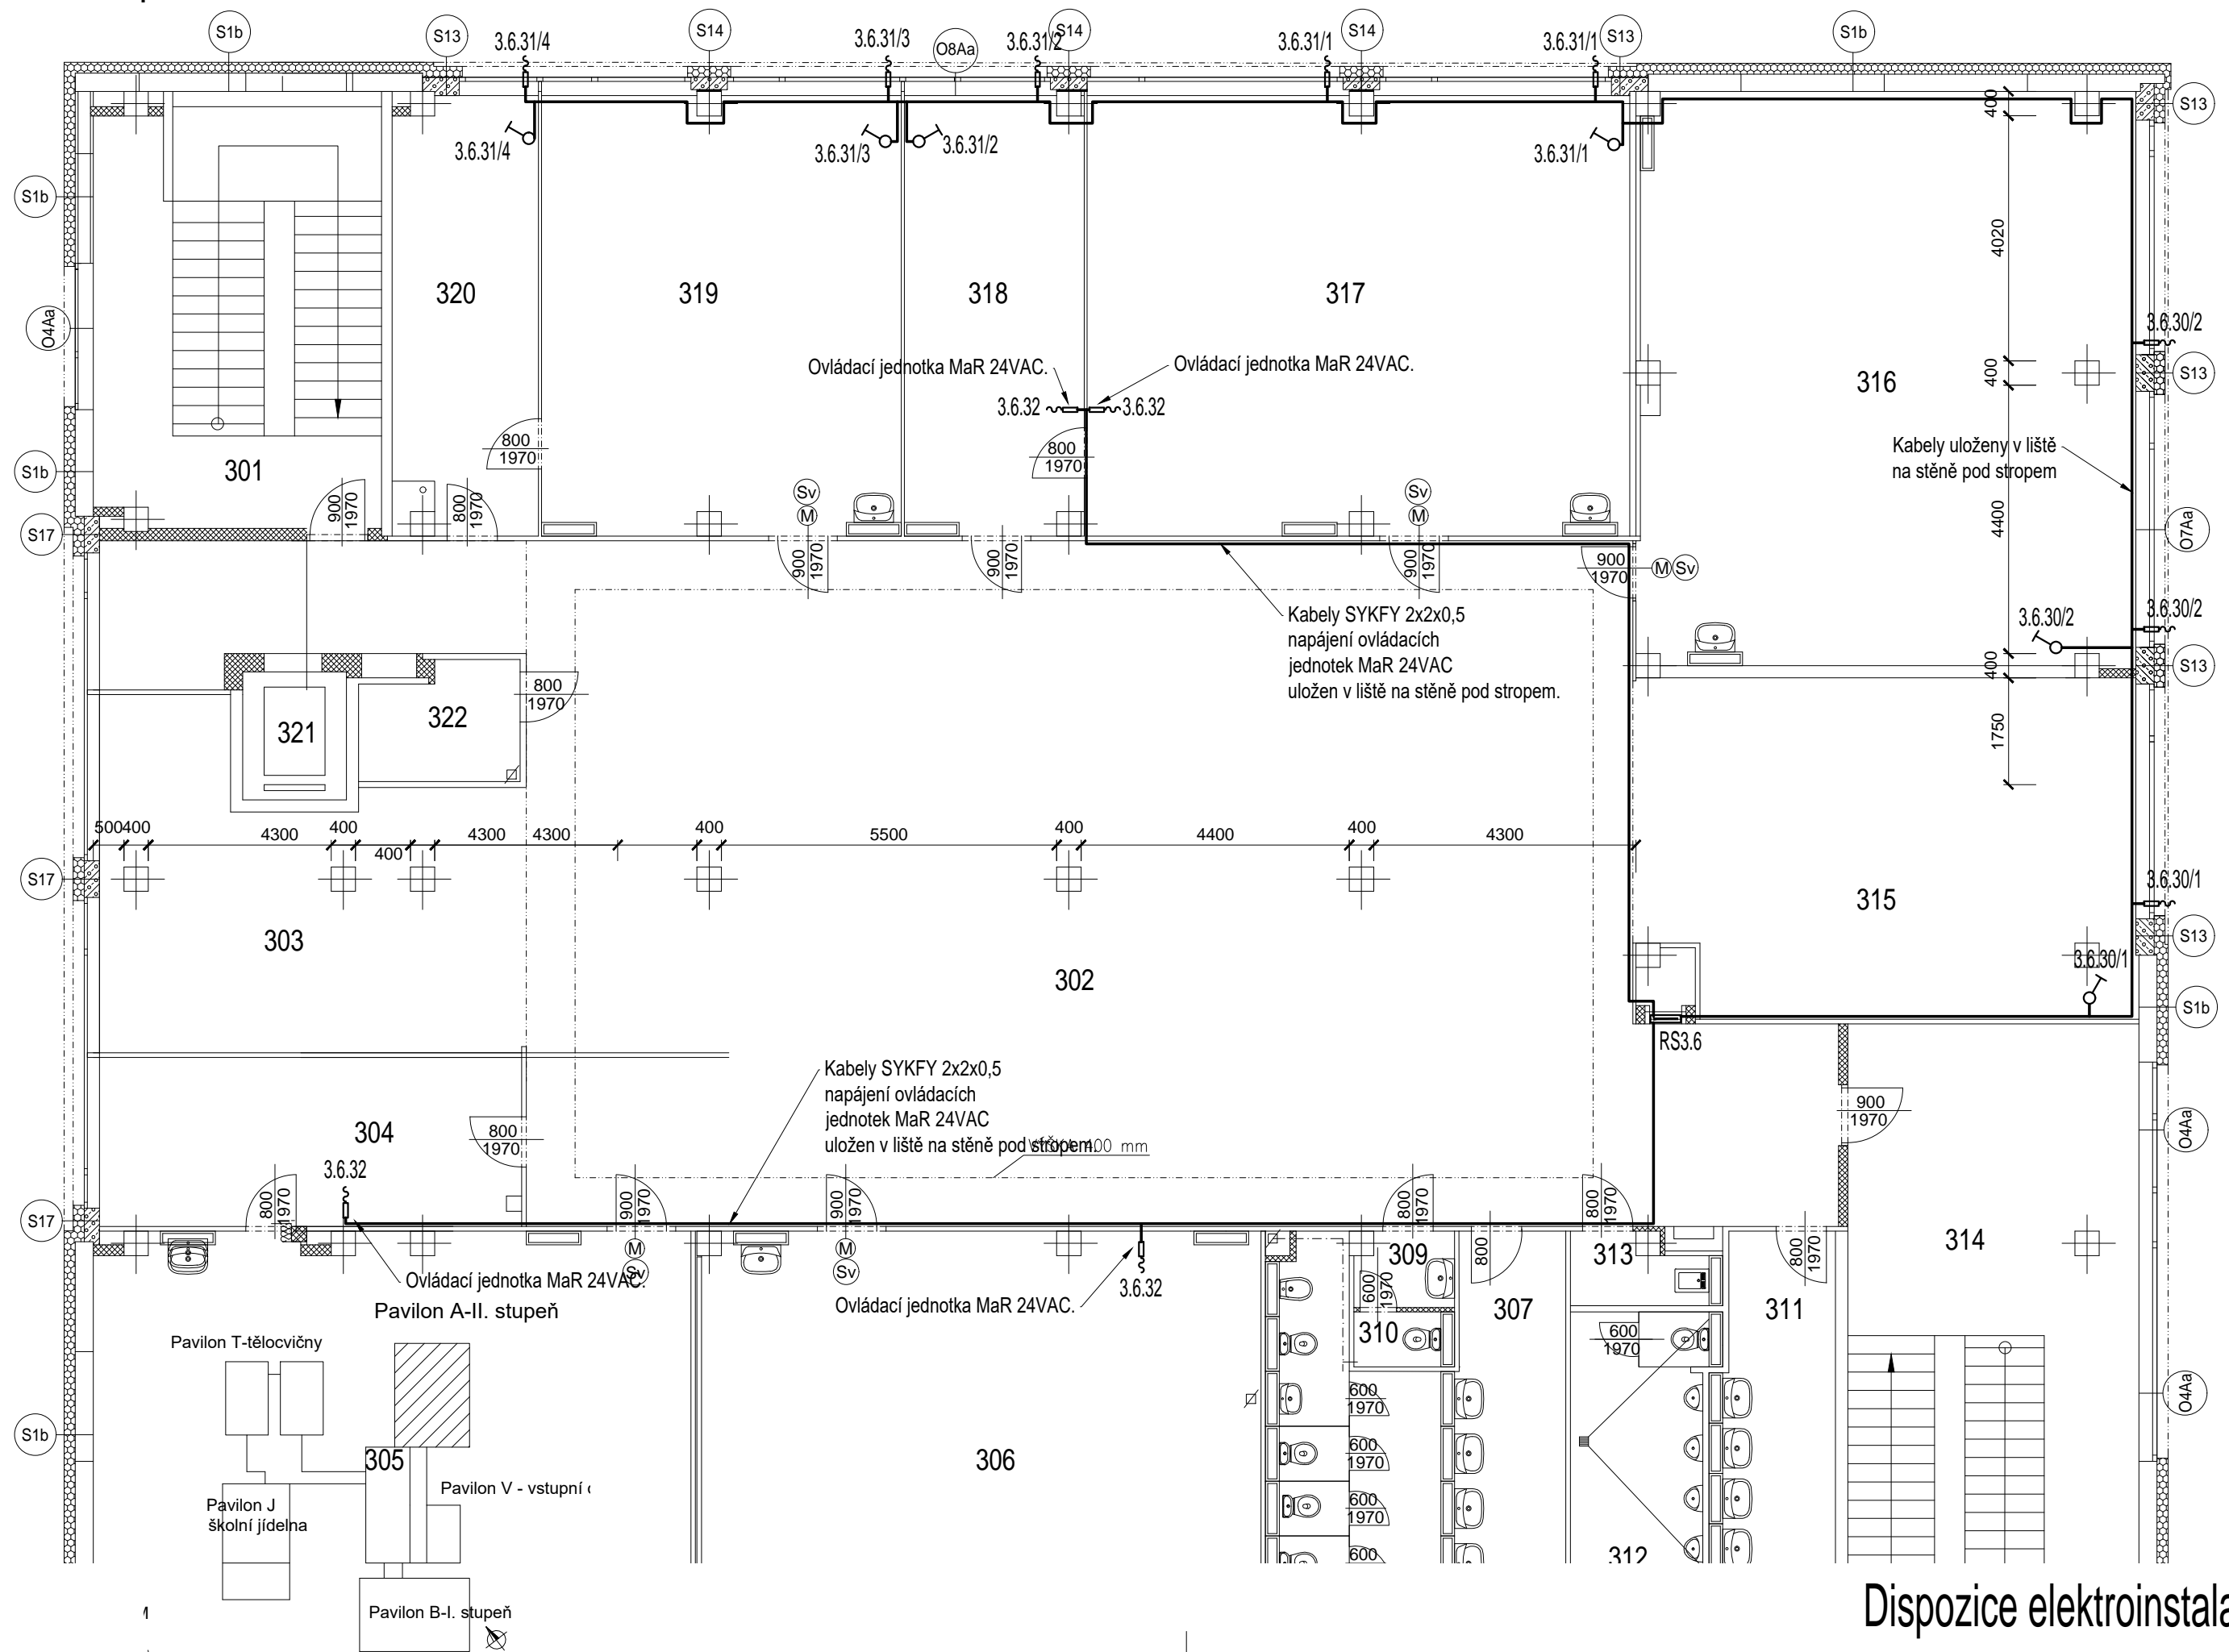 S1b
S13
3.6.31/4
S14
3.6.31/3
O8Aa
3.6.31/2
S14
3.6.31/1
S14
3.6.31/1
S13
S1b
S13
400
3.6.31/4
3.6.31/3
3.6.31/2
3.6.31/1
S1b
4020
320
319
318
317
O4Aa
3.6.30/2
Ovládací jednotka MaR 24VAC.
Ovládací jednotka MaR 24VAC.
316
400
S13
3.6.32
3.6.32
800
1970
800
1970
Kabely uloženy v liště
na stěně pod stropem
S1b
301
900
1970
800
1970
Sv
M
Sv
M
4400
S17
O7Aa
900
1970
900
1970
900
1970
900
1970
M
Sv
Kabely SYKFY 2x2x0,5
napájení ovládacích
jednotek MaR 24VAC
uložen v liště na stěně pod stropem.
3.6.30/2
3.6.30/2
400
S13
800
1970
321
322
1750
500
400
4300
400
400
4300
4300
400
5500
400
4400
400
4300
S17
3.6.30/1
315
303
S13
302
3.6.30/1
S1b
RS3.6
Kabely SYKFY 2x2x0,5
napájení ovládacích
jednotek MaR 24VAC
uložen v liště na stěně pod stropem.
400 mm
304
800
1970
900
1970
O4Aa
3.6.32
800
1970
900
1970
900
1970
800
1970
800
1970
S17
M
Sv
M
Sv
309
800
313
800
1970
314
Ovládací jednotka MaR 24VAC.
3.6.32
Ovládací jednotka MaR 24VAC.
600
1970
307
311
Pavilon A-II. stupeň
310
600
1970
Pavilon T-tělocvičny
600
1970
O4Aa
S1b
305
306
600
1970
Pavilon V - vstupní
Pavilon J
školní jídelna
600
1970
600
312
Pavilon B-I. stupeň
Dispozice elektroinstala